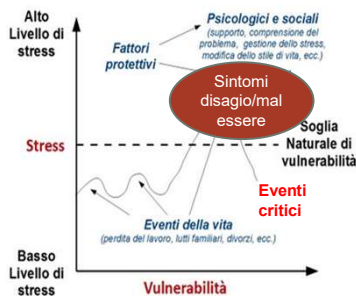 Alto
Livello di
stress
Psicologici e sociali
(supporto, comprensione del
problema, gestione dello stress,
modifica dello stile di vita, ecc.)
Fattori
protettivi
Sintomi
disagio/mal
essere
Stress
Soglia
Naturale di
vulnerabilità
Eventi
critici
Eventi della vita
(perdita del lavoro, lutti familiari, divorzi, ecc.)
Basso
Livello di
stress
Vulnerabilità